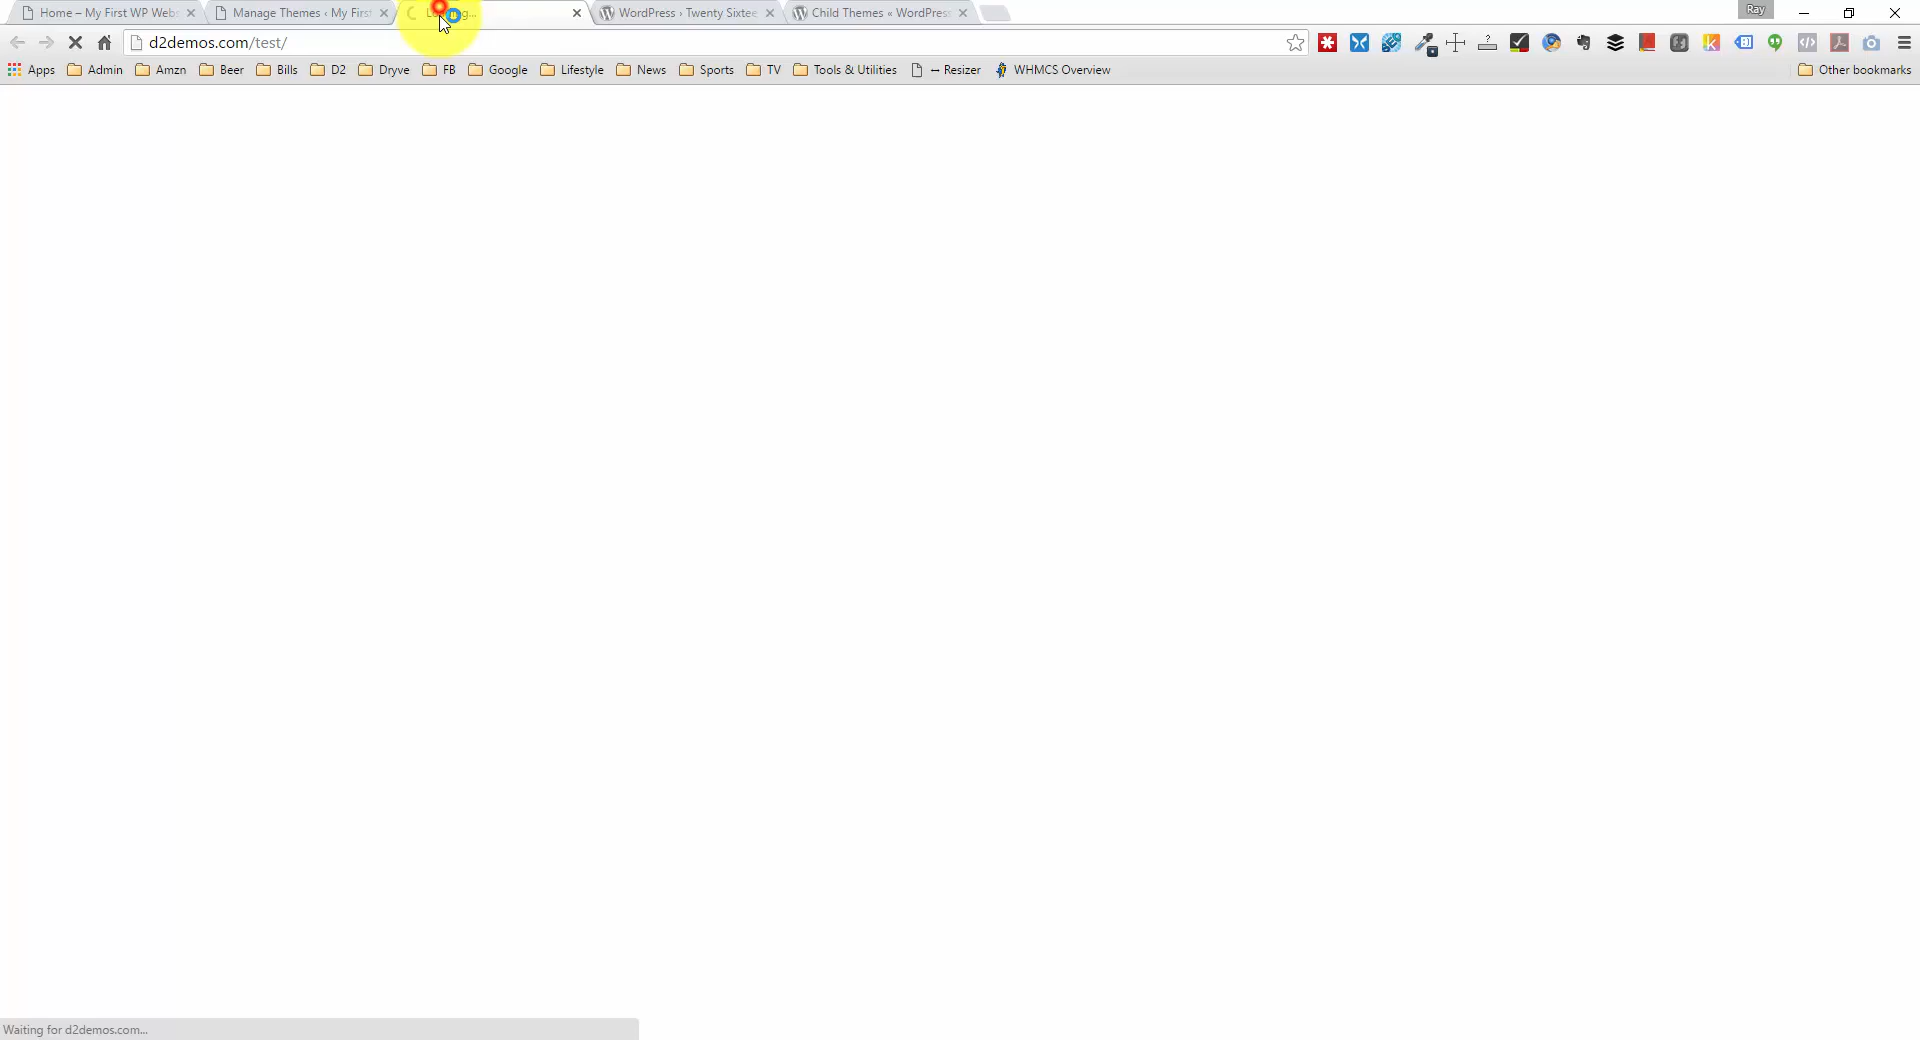 Home – My First WP Webs
Manage Themes ‹ My First
WordPress › Twenty Sixtee
Child Themes « WordPress
Ray
d2demos.com/test/
Apps
Admin
Amzn
Beer
Bills
D2
Dryve
FB
Google
Lifestyle
News
Sports
TV
Tools & Utilities
↔ Resizer
WHMCS Overview
Other bookmarks
Waiting for d2demos.com...